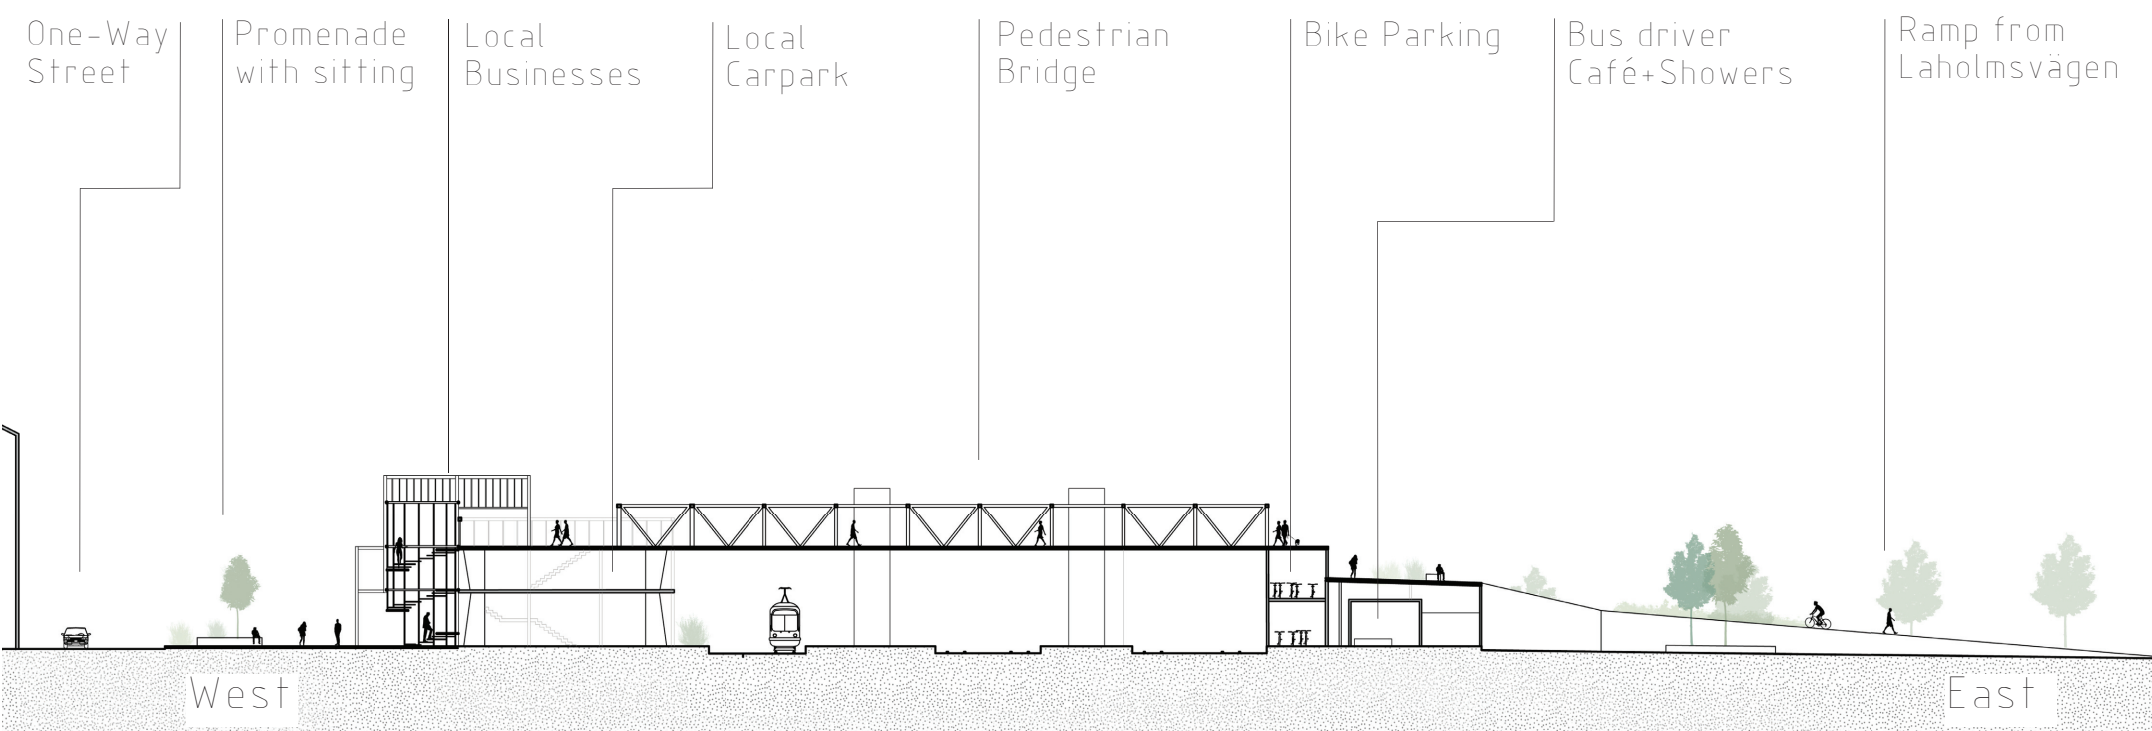 One-Way
Street
Promenade
with sitting
Local
Businesses
Local
Carpark
Pedestrian
Bridge
Bike Parking
Bus driver
Café+Showers
Ramp from
Laholmsvägen
West
East